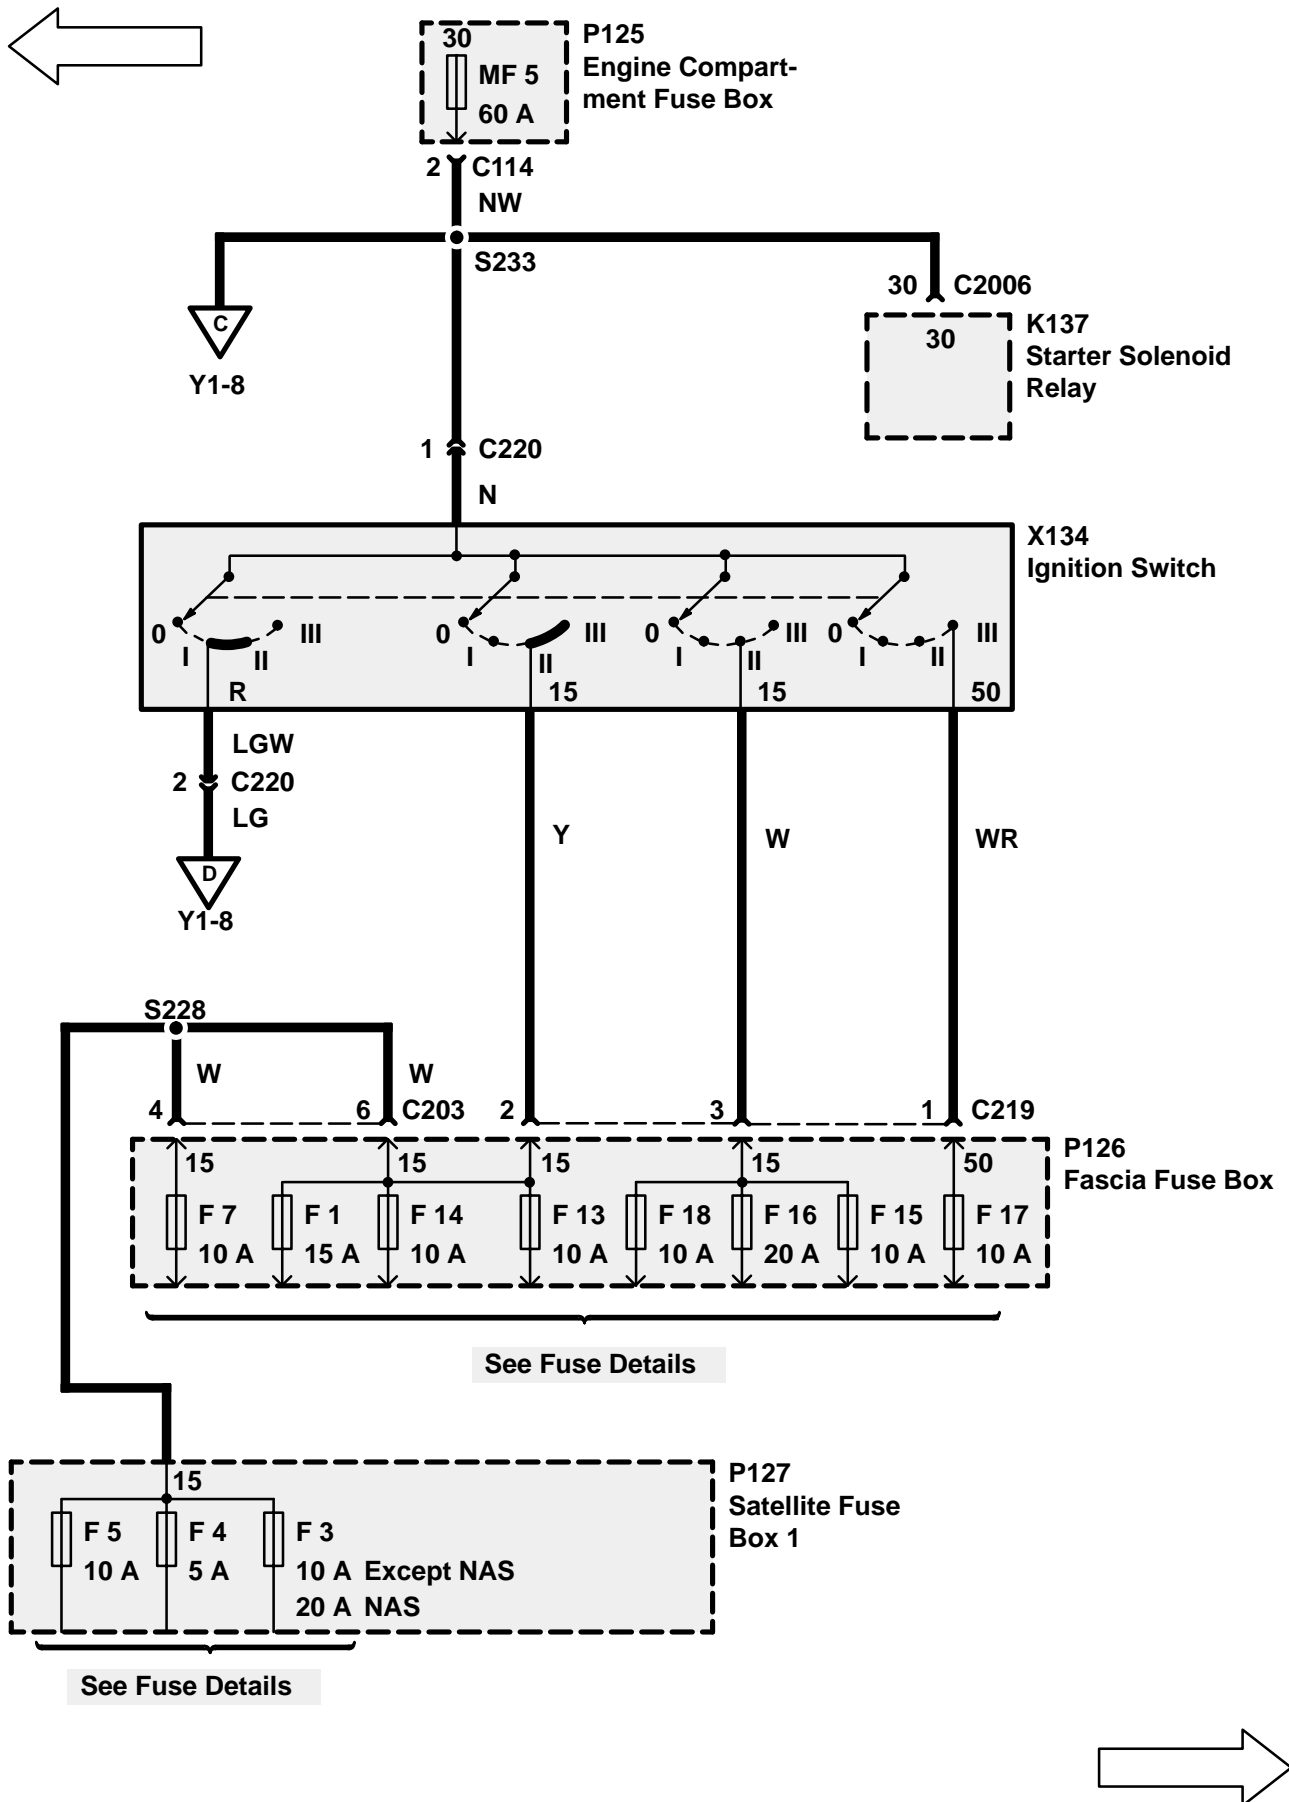 30
MF 5
60 A
P125
Engine Compart-
ment Fuse Box
2 C114
NW
S233
C
Y1-8
30 C2006
30
K137
Starter Solenoid
Relay
1 C220
N
X134
Ignition Switch
0 I II III
0 I II III
0 I II III
0 I II III
R 15 15 50
LGW
2 C220
LG
D
Y1-8
Y W WR
S228
W W
4 6 C203 2 3 1 C219
P126
Fascia Fuse Box
15 15 15 15 50
F 7 F 1 F 14 F 13 F 18 F 16 F 15 F 17
10 A 15 A 10 A 10 A 10 A 20 A 10 A 10 A
See Fuse Details
P127
Satellite Fuse
Box 1
15
F 5 F 4 F 3
10 A 5 A 10 A Except NAS
20 A NAS
See Fuse Details